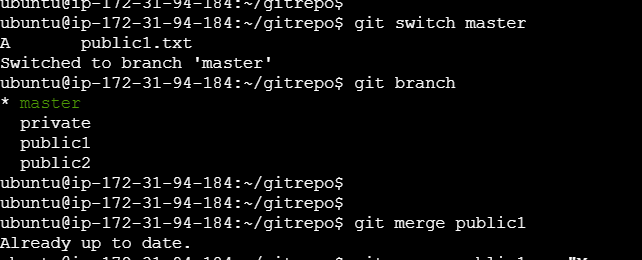 ubuntu@ip-172-31-94-184:~/gitrepo$
ubuntu@ip-172-31-94-184:~/gitrepo$ git switch master
A       public1.txt
Switched to branch 'master'
ubuntu@ip-172-31-94-184:~/gitrepo$ git branch
* master
  private
  public1
  public2
ubuntu@ip-172-31-94-184:~/gitrepo$
ubuntu@ip-172-31-94-184:~/gitrepo$
ubuntu@ip-172-31-94-184:~/gitrepo$ git merge public1
Already up to date.